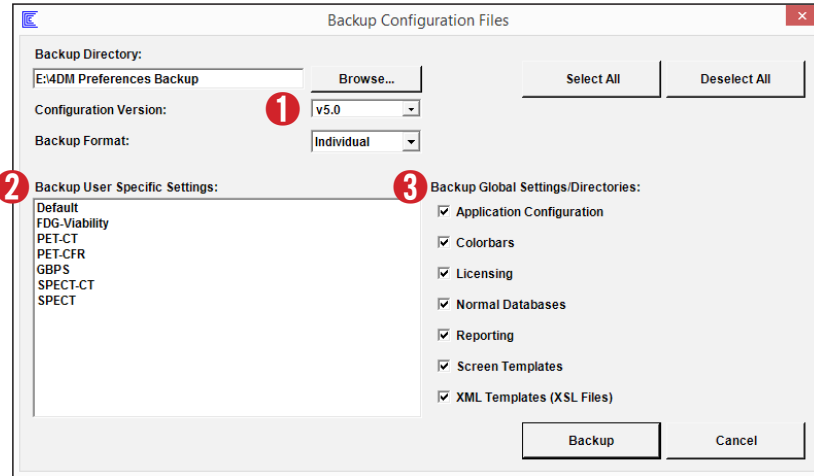 Backup Configuration Files
Backup Directory:
E:\4DM Preferences Backup
Browse...
Select All
Deselect All
Configuration Version:
1
v5.0
Backup Format:
Individual
2
Backup User Specific Settings:
Default
FDG-Viability
PET-CT
PET-CFR
GBPS
SPECT-CT
SPECT
3
Backup Global Settings/Directories:
Application Configuration
Colorbars
Licensing
Normal Databases
Reporting
Screen Templates
XML Templates (XSL Files)
Backup
Cancel